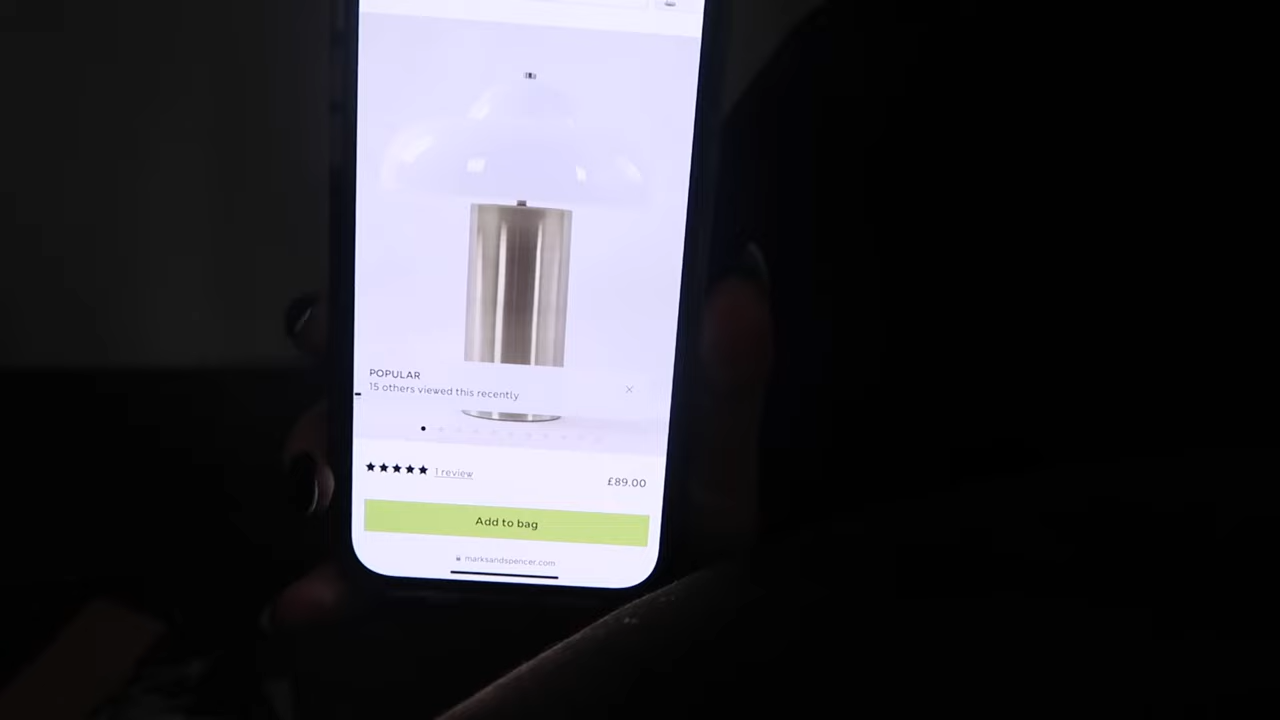 POPULAR
15 others viewed this recently
1 review
£89.00
Add to bag
marksandspencer.com